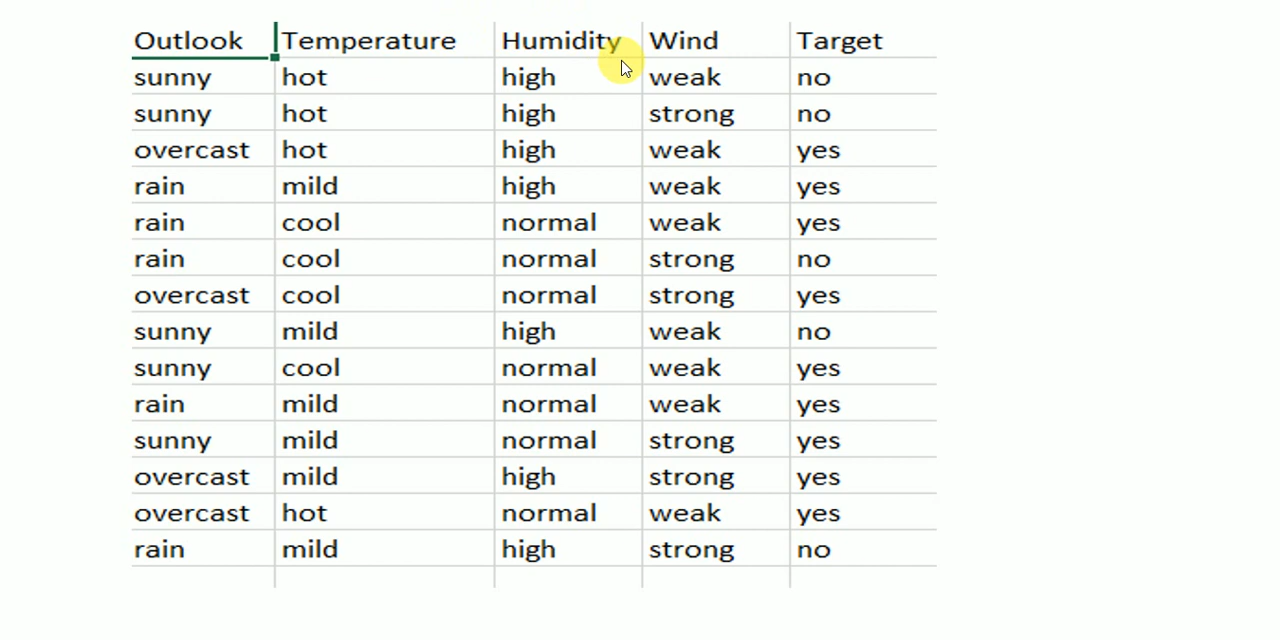 Outlook Temperature Humidity Wind Target
sunny hot high weak no
sunny hot high strong no
overcast hot high weak yes
rain mild high weak yes
rain cool normal weak yes
rain cool normal strong no
overcast cool normal strong yes
sunny mild high weak no
sunny cool normal weak yes
rain mild normal weak yes
sunny mild normal strong yes
overcast mild high strong yes
overcast hot normal weak yes
rain mild high strong no